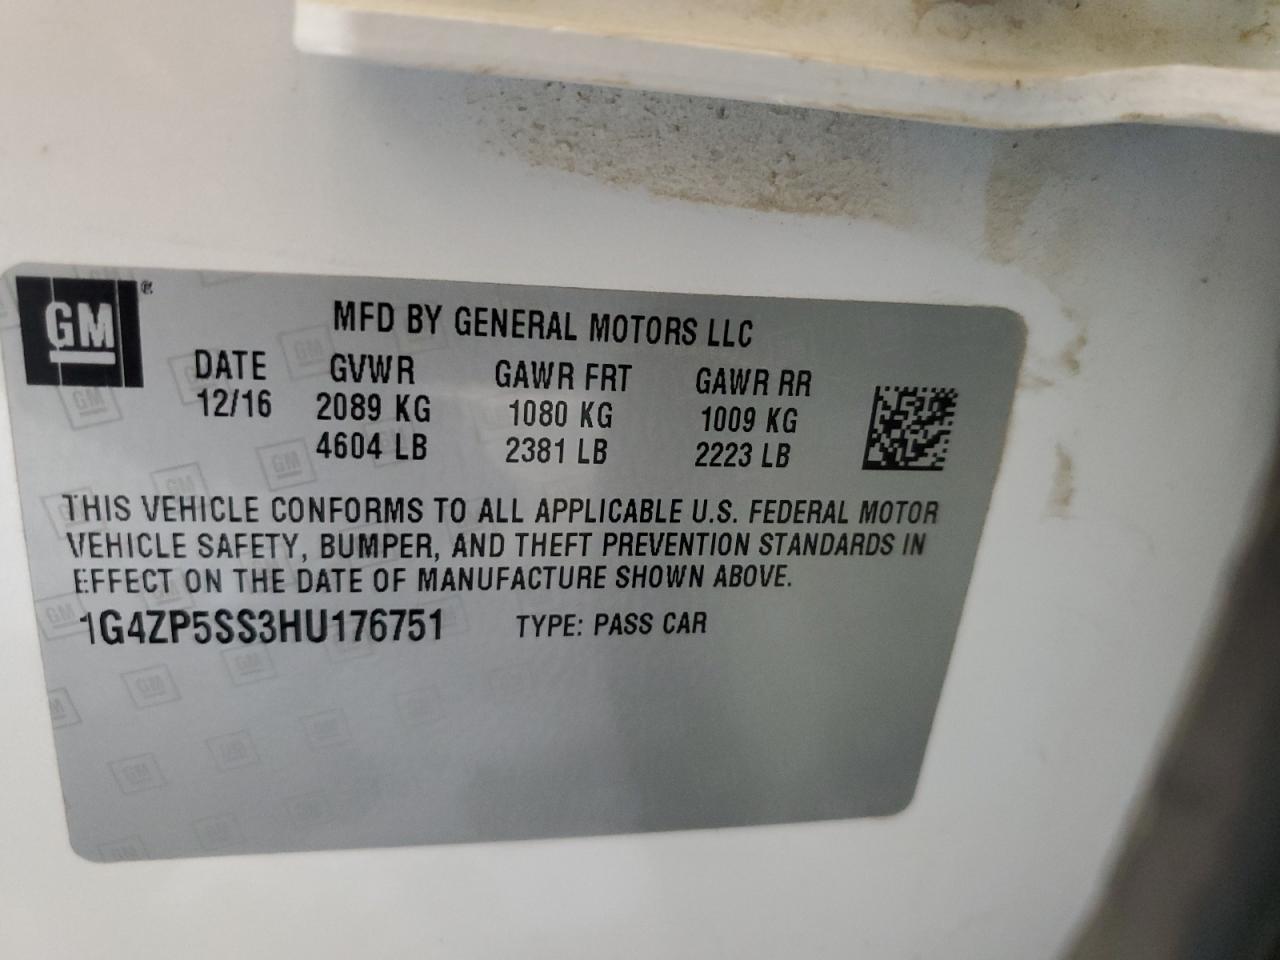 GM®
MFD BY GENERAL MOTORS LLC
DATE GVWR GAWR FRT GAWR RR
12/16 2089 KG 1080 KG 1009 KG
4604 LB 2381 LB 2223 LB
THIS VEHICLE CONFORMS TO ALL APPLICABLE U.S. FEDERAL MOTOR
VEHICLE SAFETY, BUMPER, AND THEFT PREVENTION STANDARDS IN
EFFECT ON THE DATE OF MANUFACTURE SHOWN ABOVE.
1G4ZP5SS3HU176751 TYPE: PASS CAR